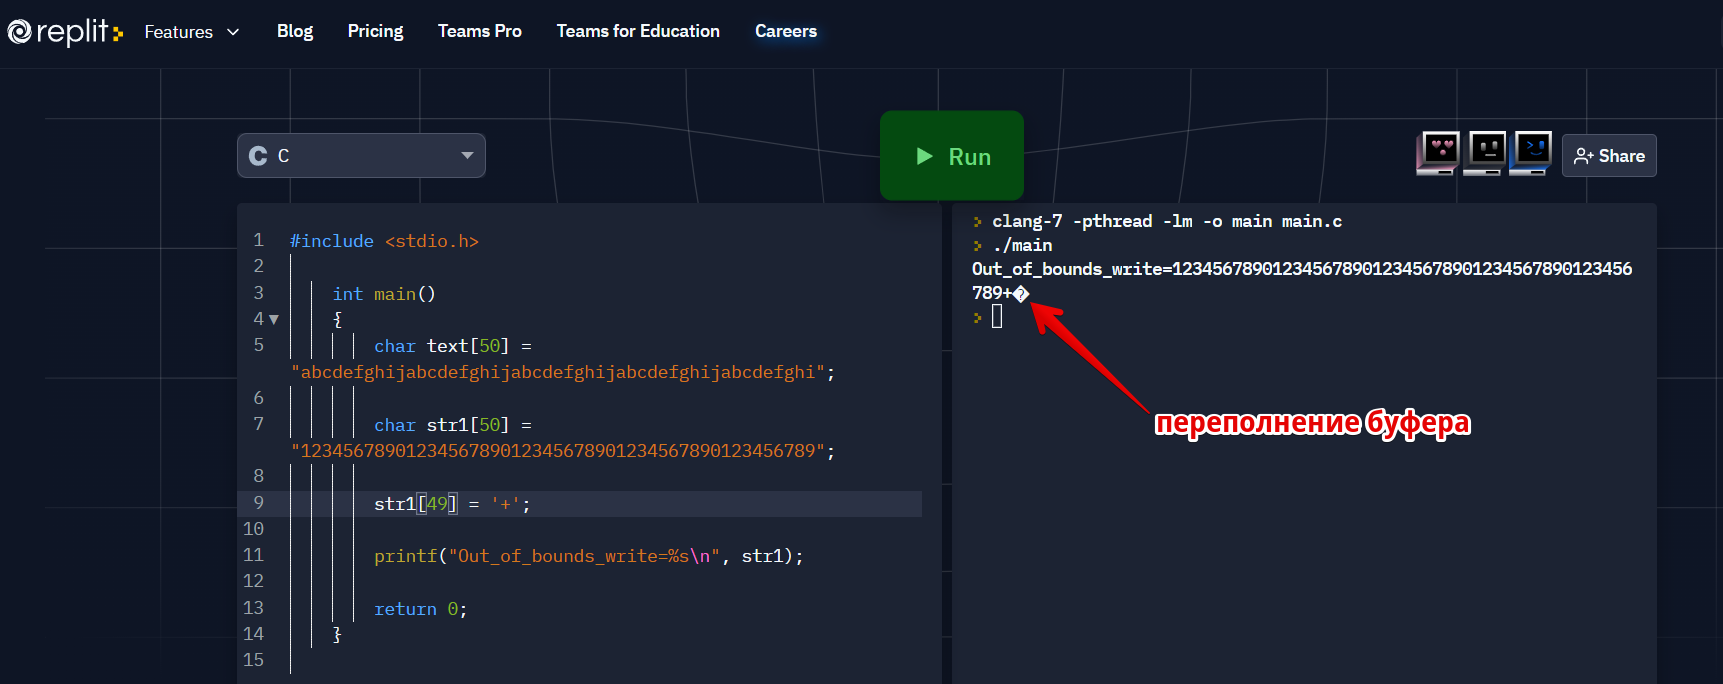 replit
Features
Blog
Pricing
Teams Pro
Teams for Education
Careers
C C
Run
Share
1 #include <stdio.h>
2
3 int main()
4 {
5 char text[50] =
"abcdefghijabcdefghijabcdefghijabcdefghijabcdefghi";
6
7 char str1[50] =
"1234567890123456789012345678901234567890123456789";
8
9 str1[49] = '+';
10
11 printf("Out_of_bounds_write=%s\n", str1);
12
13 return 0;
14 }
15
> clang-7 -pthread -lm -o main main.c
> ./main
Out_of_bounds_write=1234567890123456789012345678901234567890123456
789+�
>
переполнение буфера